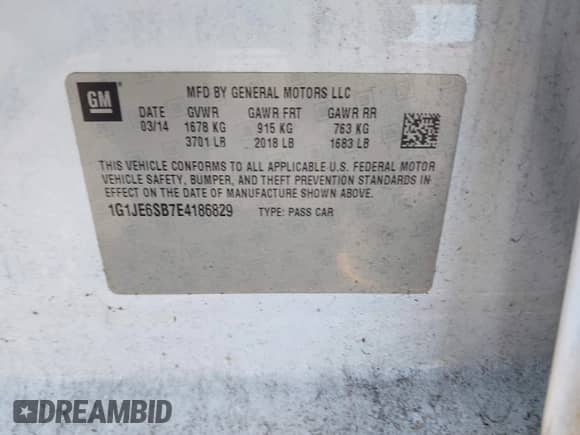 GM
MFD BY GENERAL MOTORS LLC
DATE GVWR GAWR FRT GAWR RR
03/14 1678 KG 915 KG 763 KG
3701 LB 2018 LB 1683 LB
THIS VEHICLE CONFORMS TO ALL APPLICABLE U.S. FEDERAL MOTOR
VEHICLE SAFETY, BUMPER, AND THEFT PREVENTION STANDARDS IN
EFFECT ON THE DATE OF MANUFACTURE SHOWN ABOVE.
1G1JE6SB7E4186829 TYPE: PASS CAR
DREAMBID